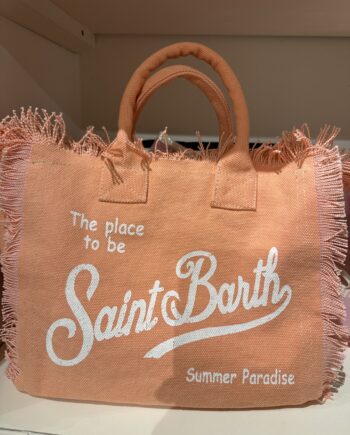 The place
to be
Saint Barth
Summer Paradise